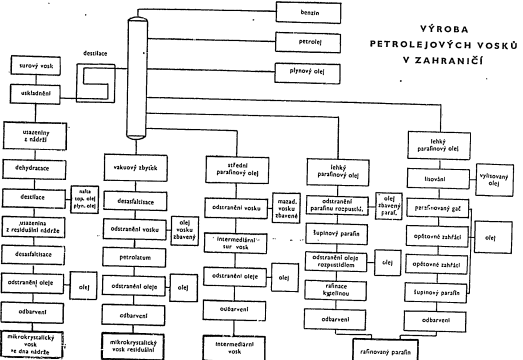 VÝROBA
PETROLEJOVÝCH VOSKŮ
V ZAHRANIČÍ
benzin
petrolej
plynový olej
destilace
surový vosk
uskladnění
usazeniny
z nádrží
dehydratace
destilace
nafta
top. olej
plyn. olej
usazenina
z residuální nádrže
desasfaltisace
odstranění oleje
olej
odbarvení
mikrokrystalický
vosk
ve dna nádrže
vakuový zbytek
desasfaltisace
odstranění vosku
olej
vosku
zbavený
petrolatum
odstranění oleje
olej
odbarvení
mikrokrystalický
vosk residuální
střední
parafinový olej
odstranění vosku
mazad.
vosku
zbavené
intermediární
sur vosk
odstranění oleje
olej
odbarvení
intermediární
vosk
lehký
parafinový olej
odstranění
parafinu rozpustid.
olej
zbavený
paraf.
šupinový parafin
odstranění oleje
rozpustidlem
olej
rafinace
kyselinou
odbarvení
lehký
parafinový olej
lisování
vylisovaný
olej
parafinovaný gač
opětovné zahřátí
olej
opětovné zahřátí
šupinový parafin
odbarvení
rafinovaný parafin